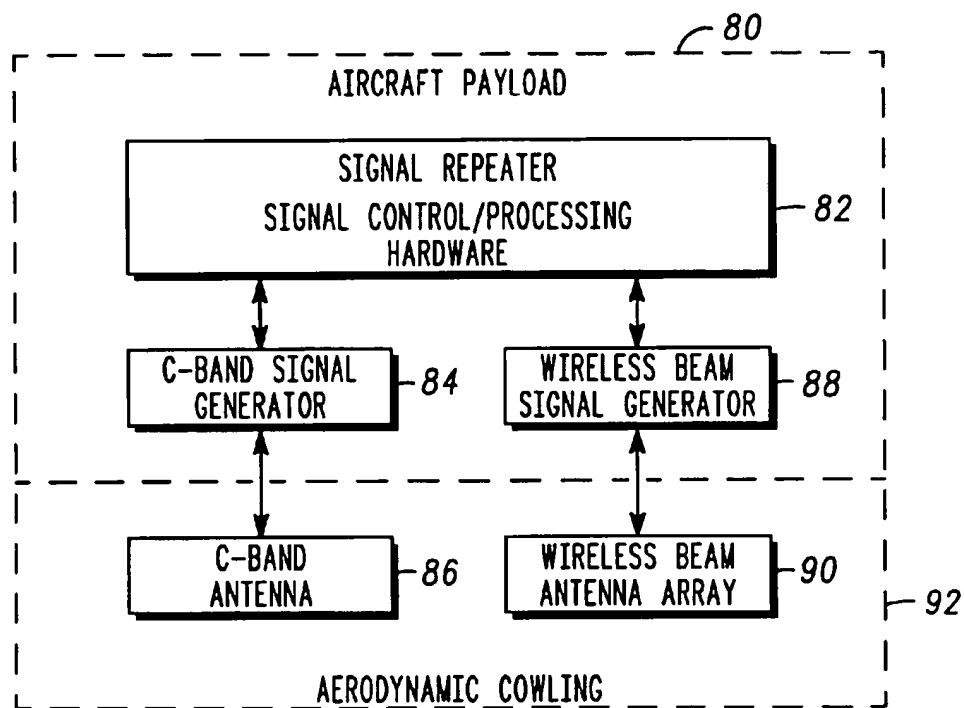 80
AIRCRAFT PAYLOAD
SIGNAL REPEATER
SIGNAL CONTROL/PROCESSING
HARDWARE
82
C-BAND SIGNAL
GENERATOR
84
WIRELESS BEAM
SIGNAL GENERATOR
88
C-BAND
ANTENNA
86
WIRELESS BEAM
ANTENNA ARRAY
90
92
AERODYNAMIC COWLING